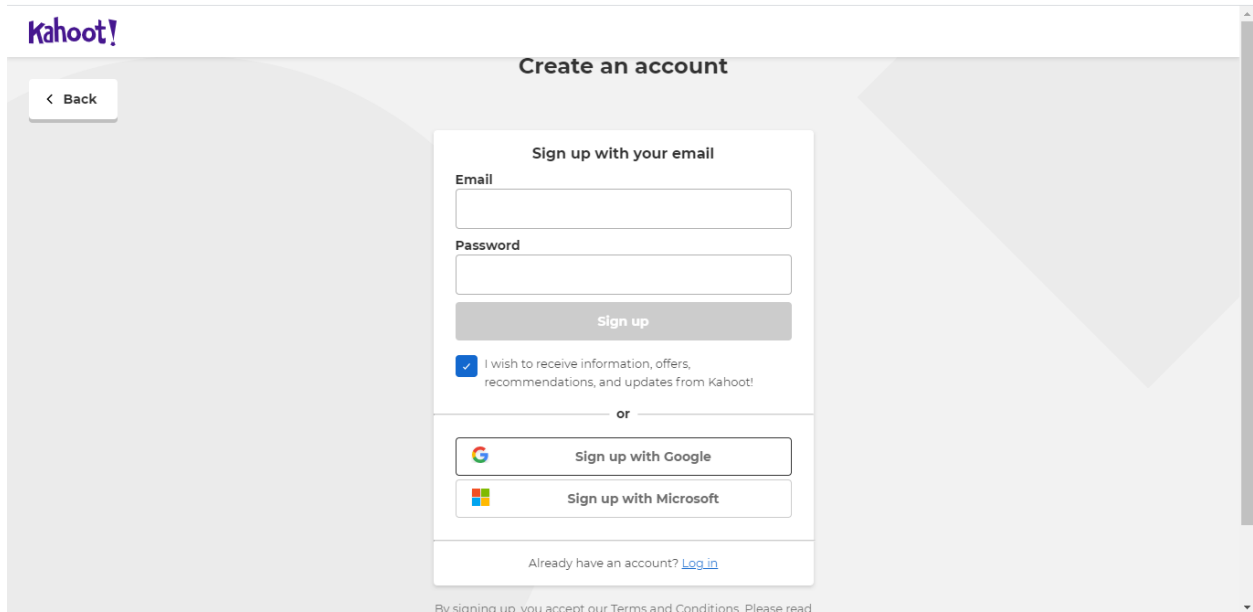 Kahoot!
Create an account
Back
Sign up with your email
Email
Password
Sign up
I wish to receive information, offers,
recommendations, and updates from Kahoot!
or
Sign up with Google
Sign up with Microsoft
Already have an account? Log in
By signing up, you accept our Terms and Conditions. Please read